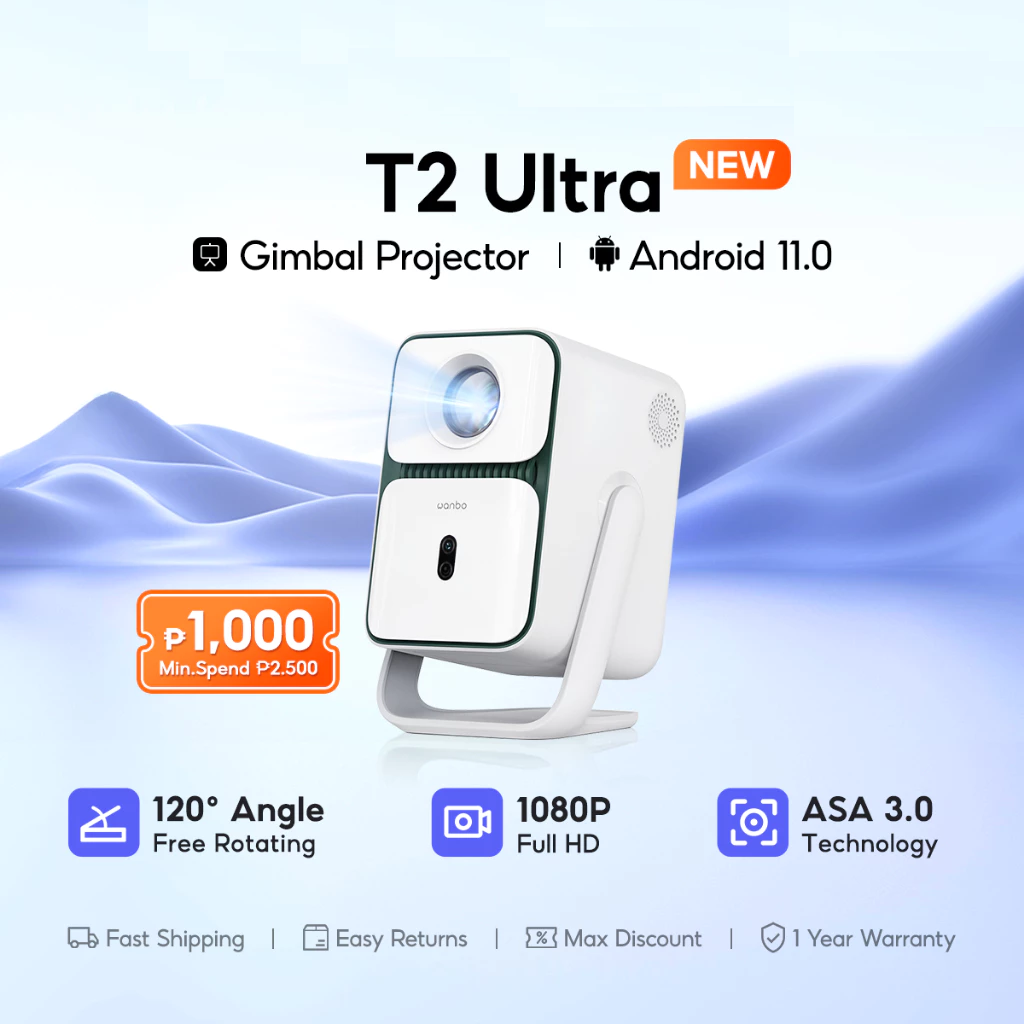 T2 Ultra NEW
Gimbal Projector | Android 11.0
wanbo
₱1,000
Min.Spend ₱2.500
120° Angle
Free Rotating
1080P
Full HD
ASA 3.0
Technology
Fast Shipping | Easy Returns | Max Discount | 1 Year Warranty